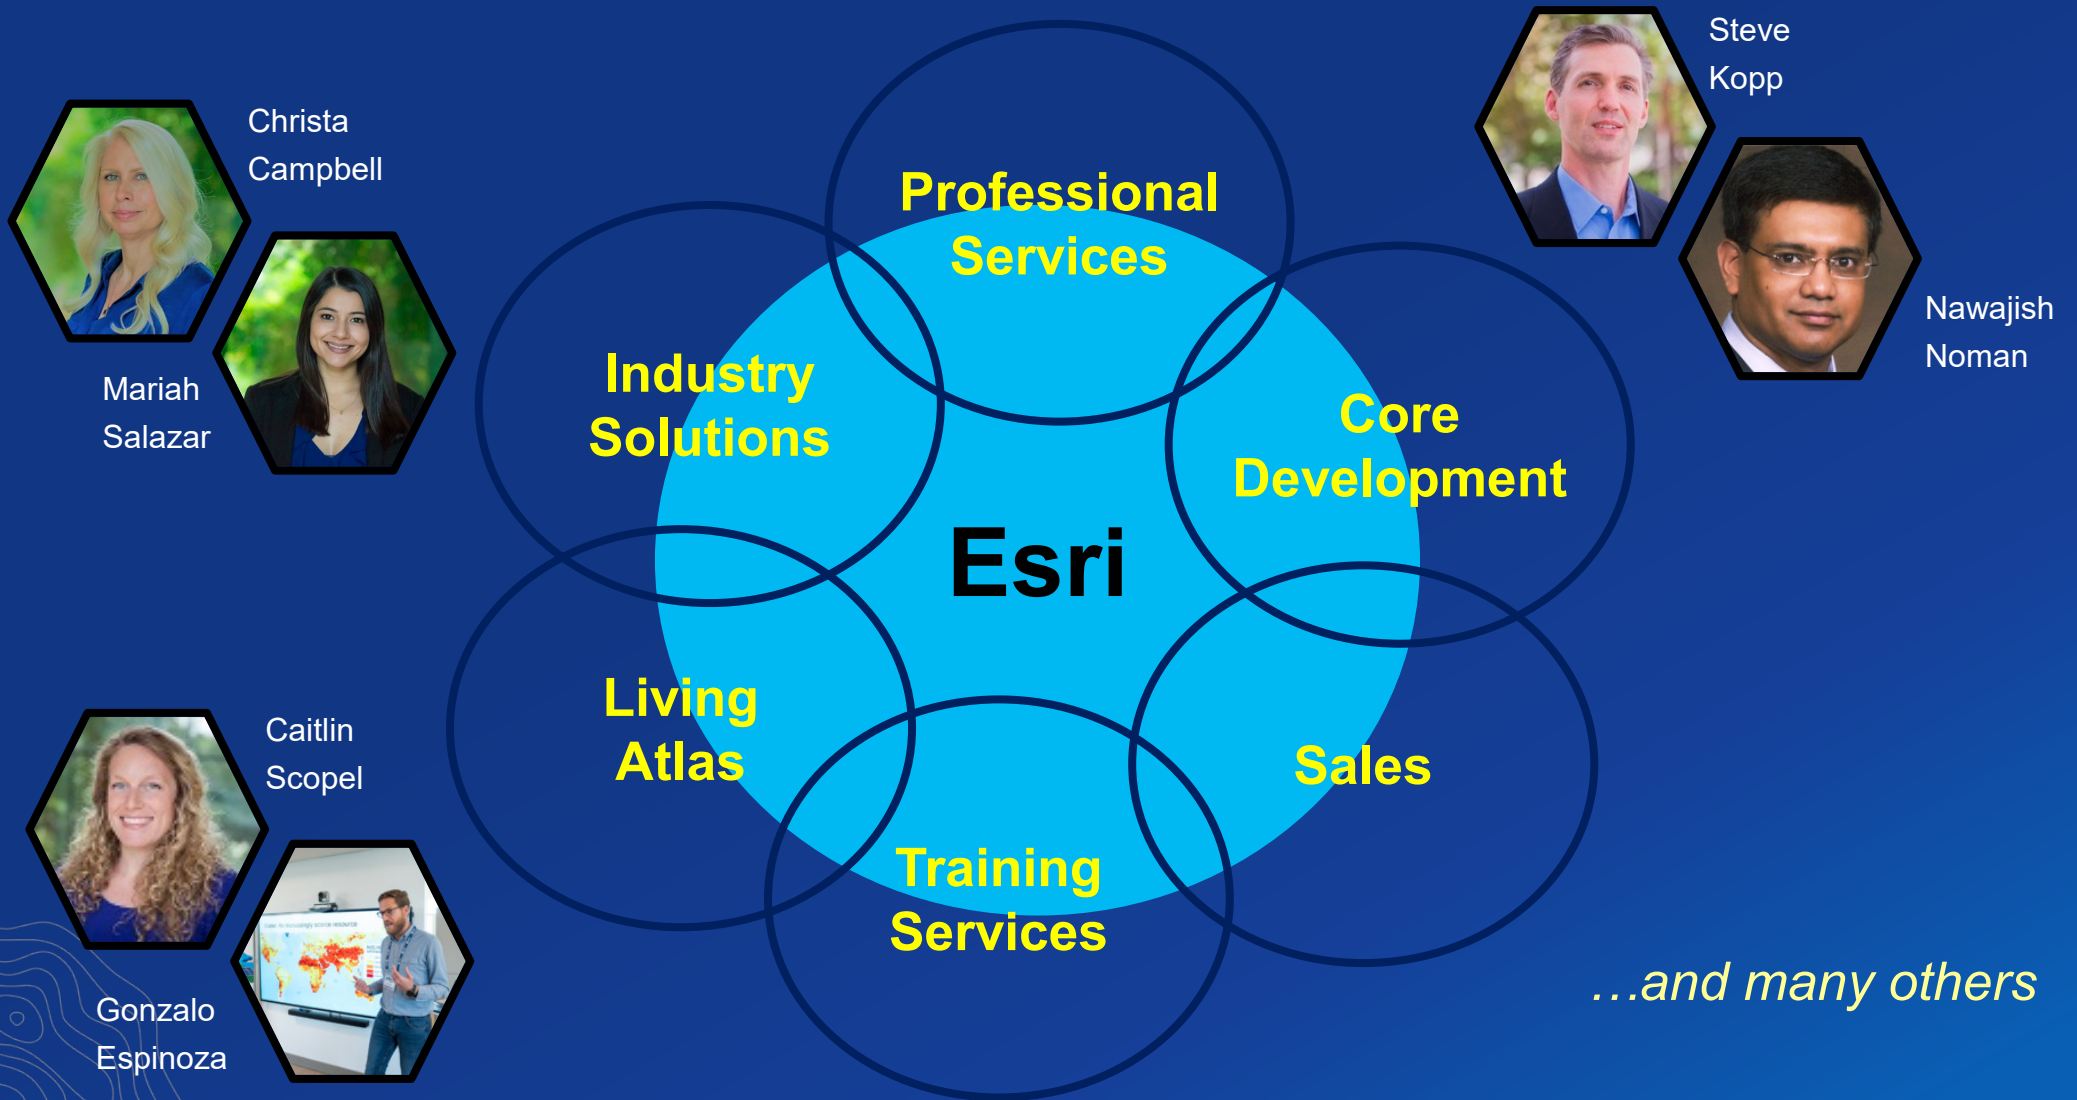 Steve
Kopp
Christa
Campbell
Professional
Services
Nawajish
Noman
Industry
Solutions
Mariah
Salazar
Core
Development
Esri
Living
Atlas
Caitlin
Scopel
Sales
Training
Services
…and many others
Gonzalo
Espinoza